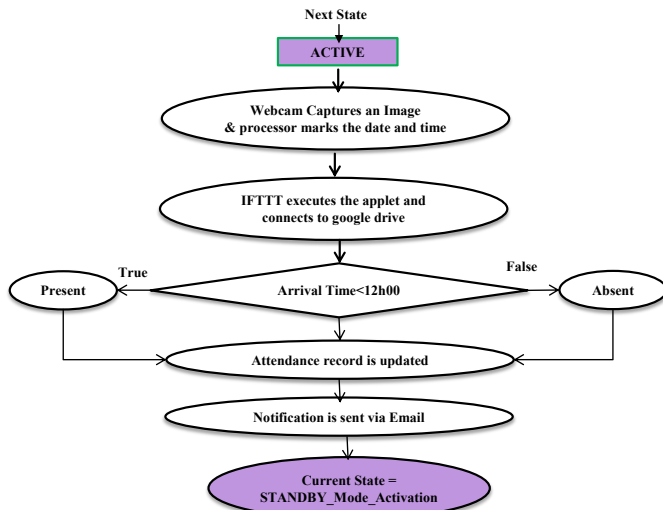 Next State
ACTIVE
Webcam Captures an Image
& processor marks the date and time
IFTTT executes the applet and
connects to google drive
True
False
Present
Arrival Time<12h00
Absent
Attendance record is updated
Notification is sent via Email
Current State =
STANDBY_Mode_Activation